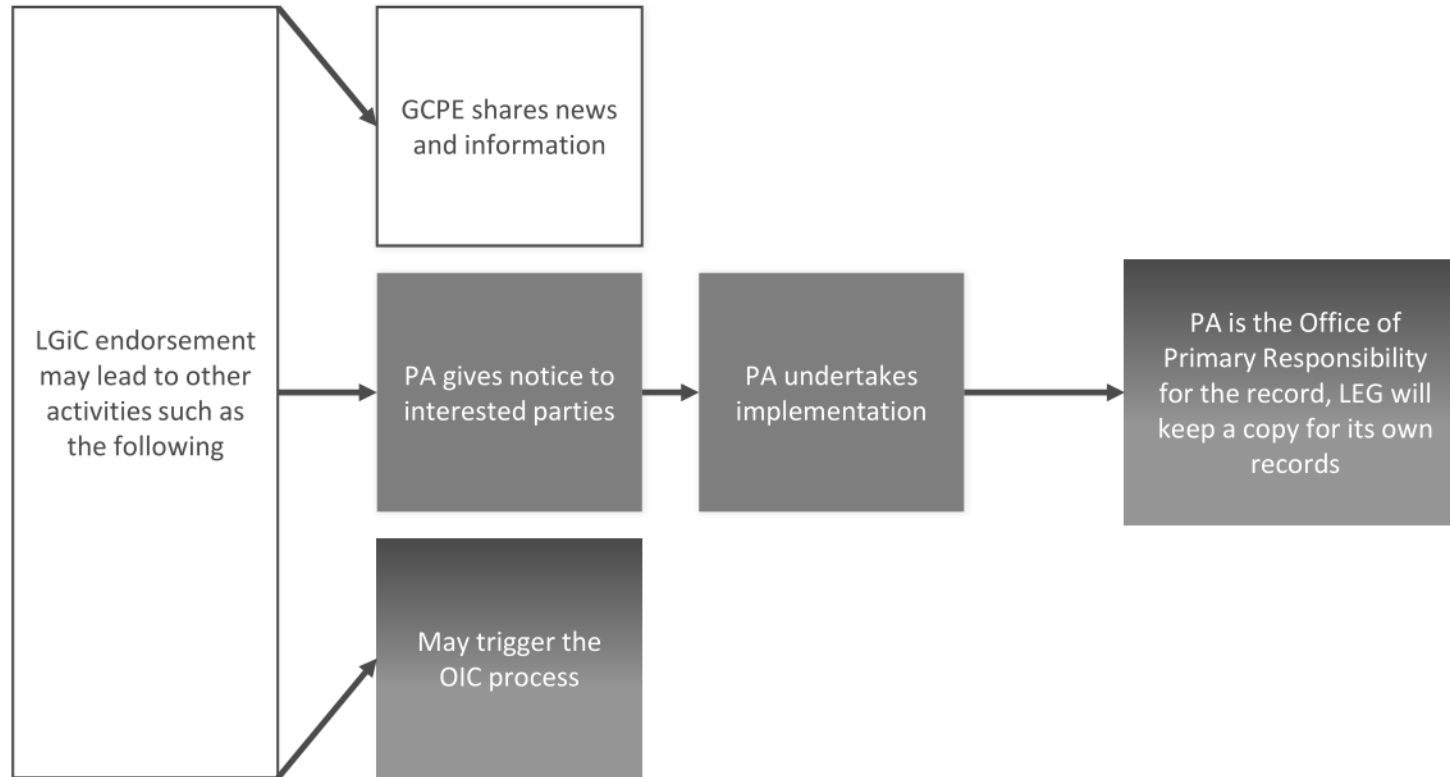 LGiC endorsement
may lead to other
activities such as
the following
GCPE shares news
and information
PA gives notice to
interested parties
PA undertakes
implementation
PA is the Office of
Primary Responsibility
for the record, LEG will
keep a copy for its own
records
May trigger the
OIC process